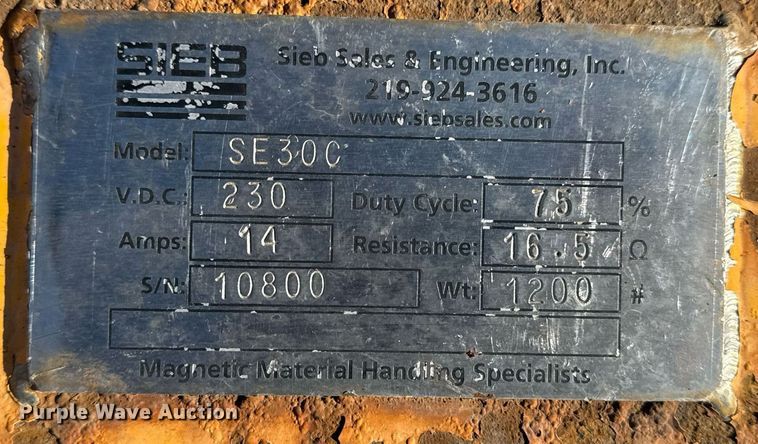 SIEB
Sieb Sales & Engineering, Inc.
219-924-3616
www.siebsales.com
Model: SE30C
V.D.C.: 230 Duty Cycle: 75 %
Amps: 14 Resistance: 16.5 Ω
S/N: 10800 Wt: 1200 #
Magnetic Material Handling Specialists
Purple Wave Auction